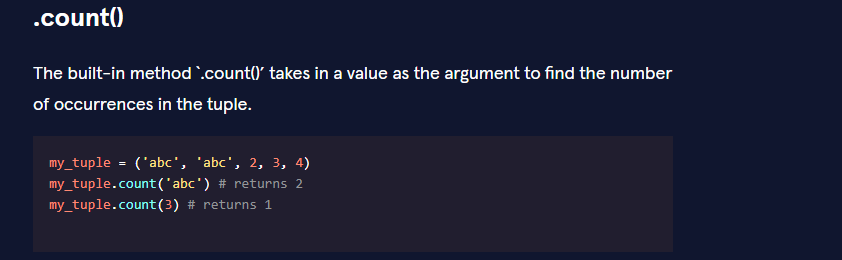 .count()
The built-in method `.count()′ takes in a value as the argument to find the number
of occurrences in the tuple.
my_tuple = ('abc', 'abc', 2, 3, 4)
my_tuple.count('abc') # returns 2
my_tuple.count(3) # returns 1